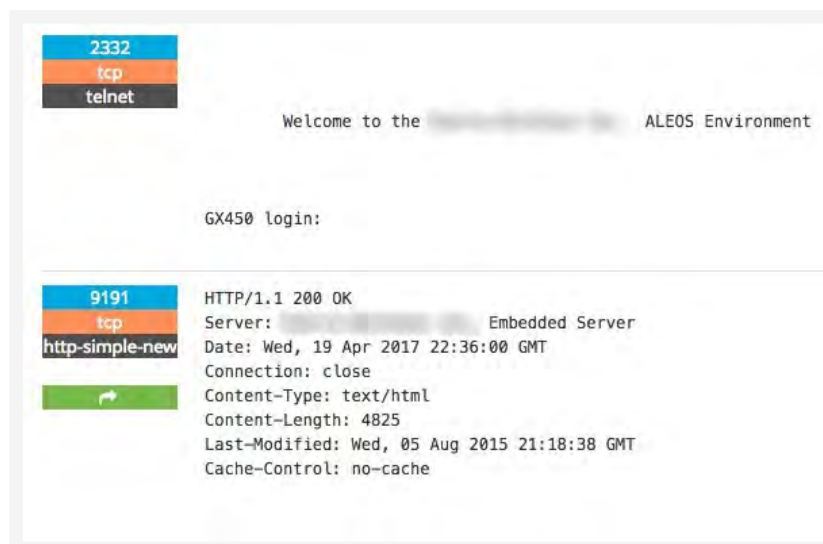 2332
tcp
telnet
Welcome to the ALEOS Environment
GX450 login:
9191
tcp
http-simple-new
HTTP/1.1 200 OK
Server: Embedded Server
Date: Wed, 19 Apr 2017 22:36:00 GMT
Connection: close
Content-Type: text/html
Content-Length: 4825
Last-Modified: Wed, 05 Aug 2015 21:18:38 GMT
Cache-Control: no-cache